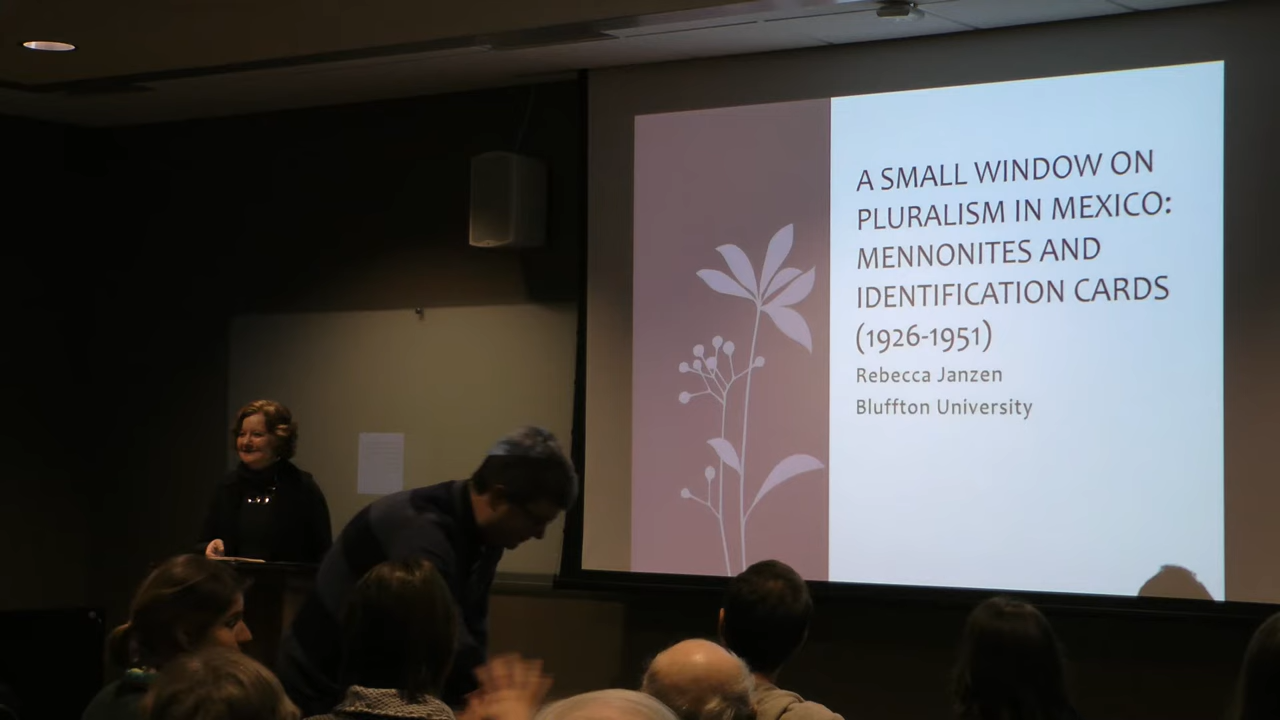 A SMALL WINDOW ON
PLURALISM IN MEXICO:
MENNONITES AND
IDENTIFICATION CARDS
(1926-1951)
Rebecca Janzen
Bluffton University